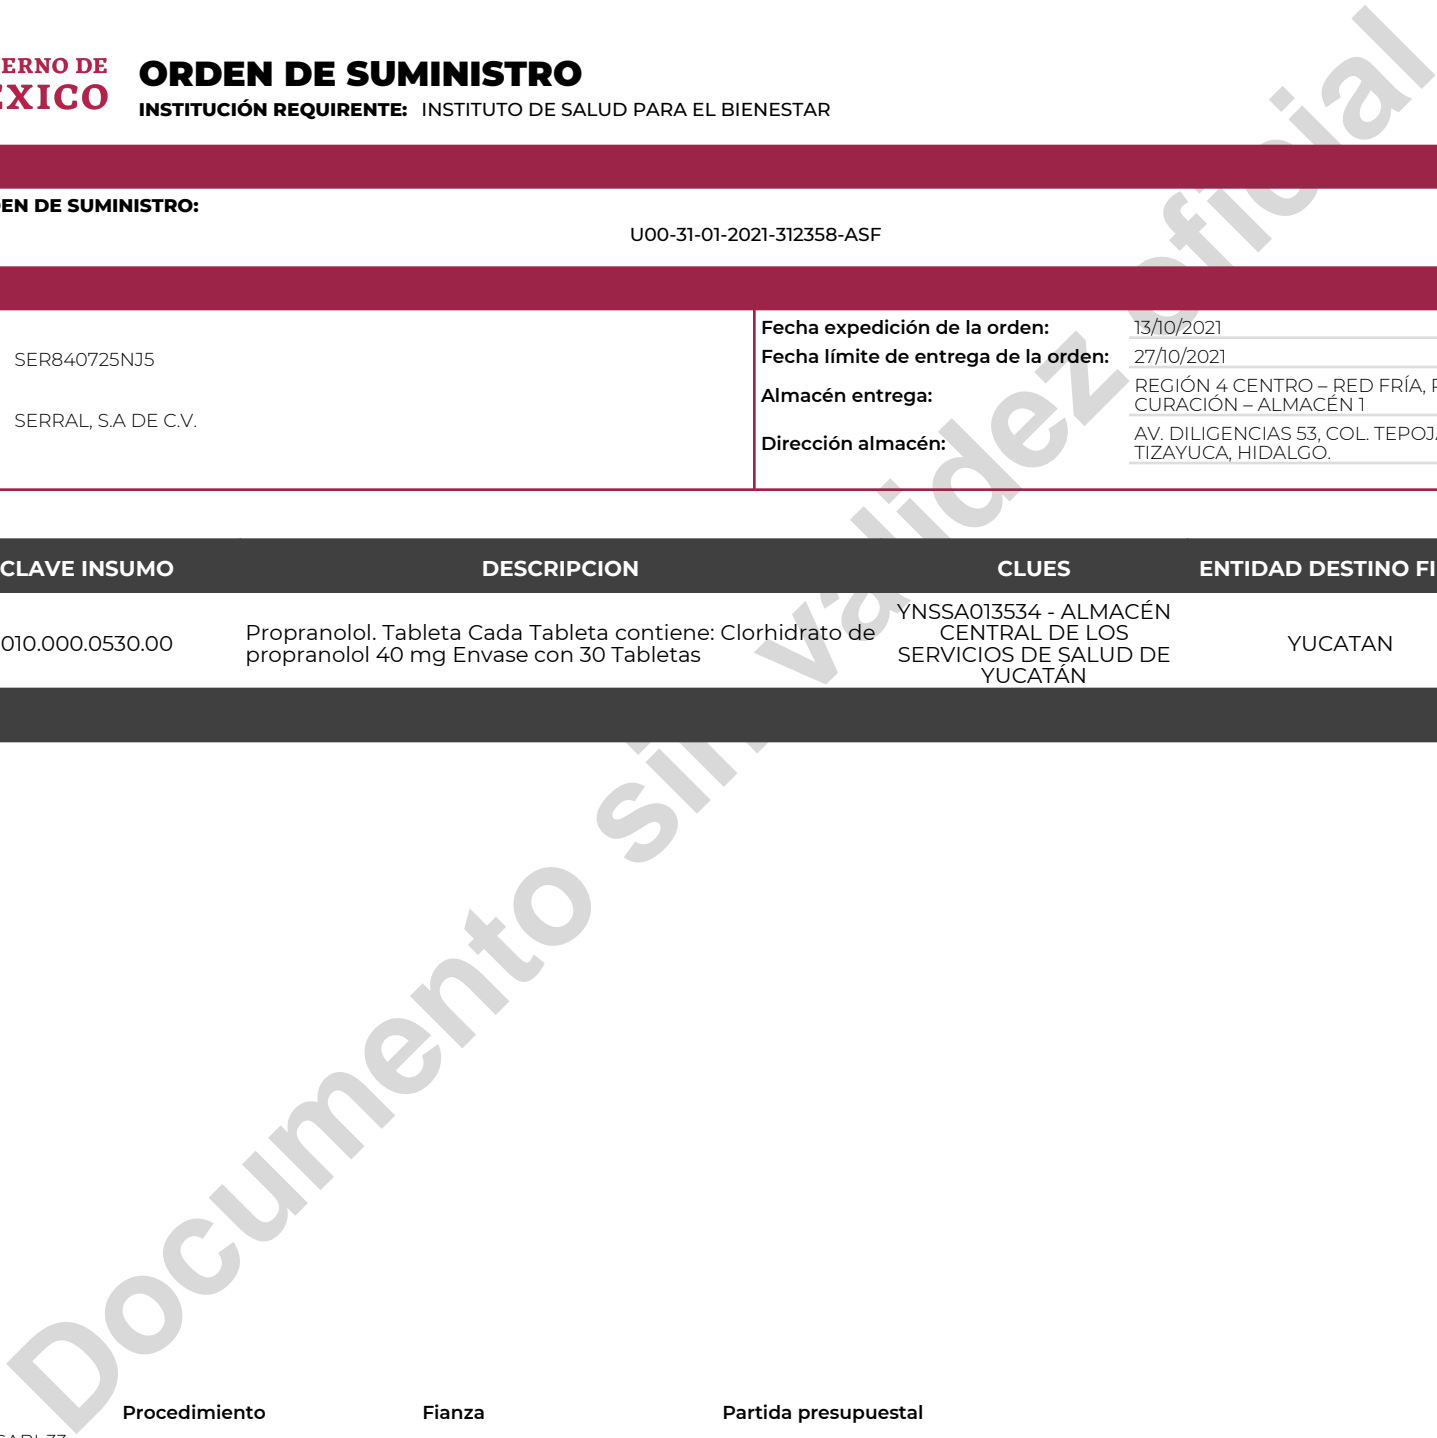 ERNO DE
EXICO
ORDEN DE SUMINISTRO
INSTITUCIÓN REQUIRENTE: INSTITUTO DE SALUD PARA EL BIENESTAR
EN DE SUMINISTRO:
U00-31-01-2021-312358-ASF
SER840725NJ5
SERRAL, S.A DE C.V.
Fecha expedición de la orden: 13/10/2021
Fecha límite de entrega de la orden: 27/10/2021
Almacén entrega: REGIÓN 4 CENTRO – RED FRÍA,
CURACIÓN – ALMACÉN 1
Dirección almacén: AV. DILIGENCIAS 53, COL. TEPOJ
TIZAYUCA, HIDALGO.
CLAVE INSUMO DESCRIPCION CLUES ENTIDAD DESTINO FI
010.000.0530.00
Propranolol. Tableta Cada Tableta contiene: Clorhidrato de
propranolol 40 mg Envase con 30 Tabletas
YNSSA013534 - ALMACÉN
CENTRAL DE LOS
SERVICIOS DE SALUD DE
YUCATÁN
YUCATAN
Documento sin validez oficial
Procedimiento Fianza Partida presupuestal